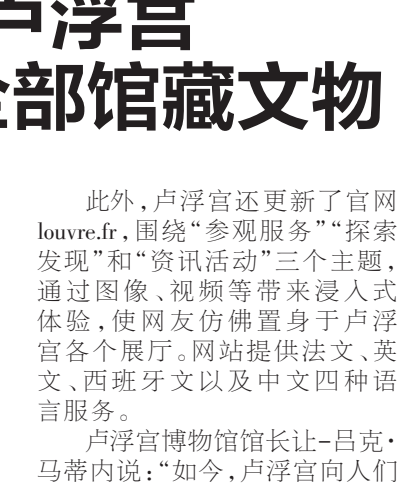 卢浮宫
全部馆藏文物
此外,卢浮宫还更新了官网
louvre.fr,围绕“参观服务”“探索
发现”和“资讯活动”三个主题,
通过图像、视频等带来浸入式
体验,使网友仿佛置身于卢浮
宫各个展厅。网站提供法文、英
文、西班牙文以及中文四种语
言服务。
卢浮宫博物馆馆长让-吕克·
马蒂内说:“如今,卢浮宫向人们